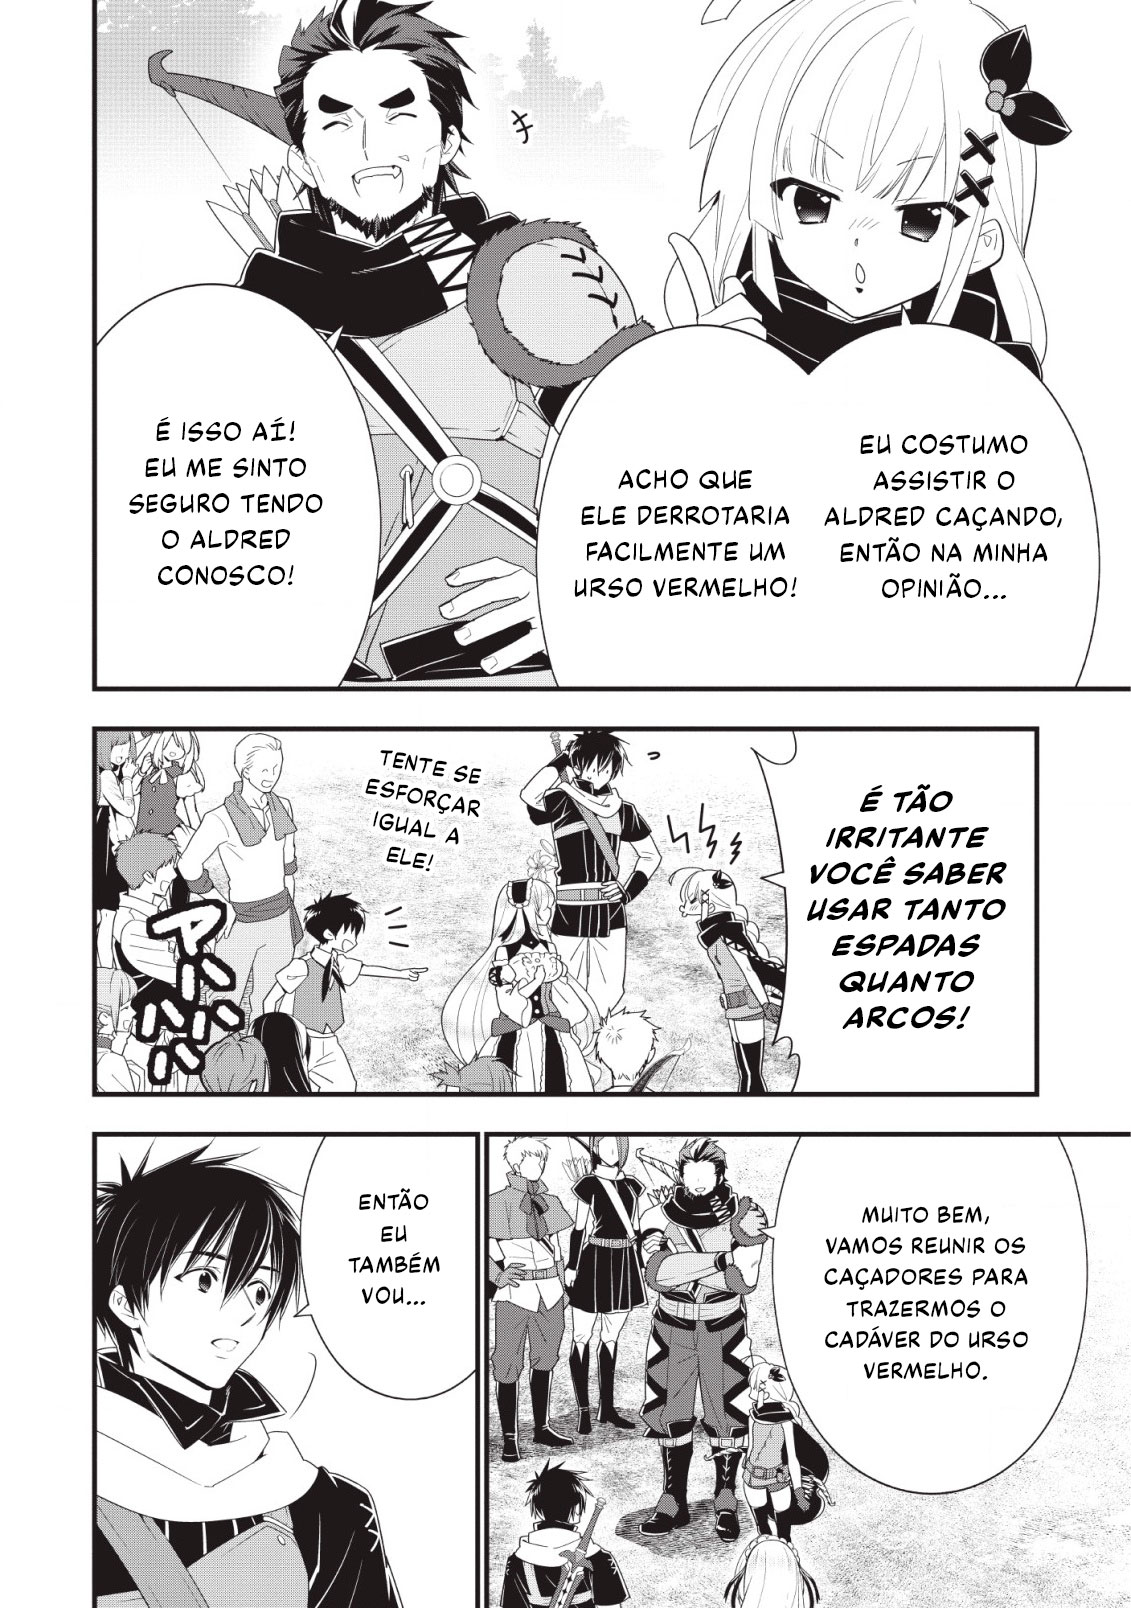 EU COSTUMO
ASSISTIR O
ALDRED CAÇANDO,
ENTÃO NA MINHA
OPINIÃO...
ACHO QUE
ELE DERROTARIA
FACILMENTE UM
URSO VERMELHO!
É ISSO AÍ!
EU ME SINTO
SEGURO TENDO
O ALDRED
CONOSCO!
É TÃO
IRRITANTE
VOCÊ SABER
USAR TANTO
ESPADAS
QUANTO
ARCOS!
TENTE SE
ESFORÇAR
IGUAL A
ELE!
MUITO BEM,
VAMOS REUNIR OS
CAÇADORES PARA
TRAZERMOS O
CADÁVER DO URSO
VERMELHO.
ENTÃO
EU
TAMBÉM
VOU...